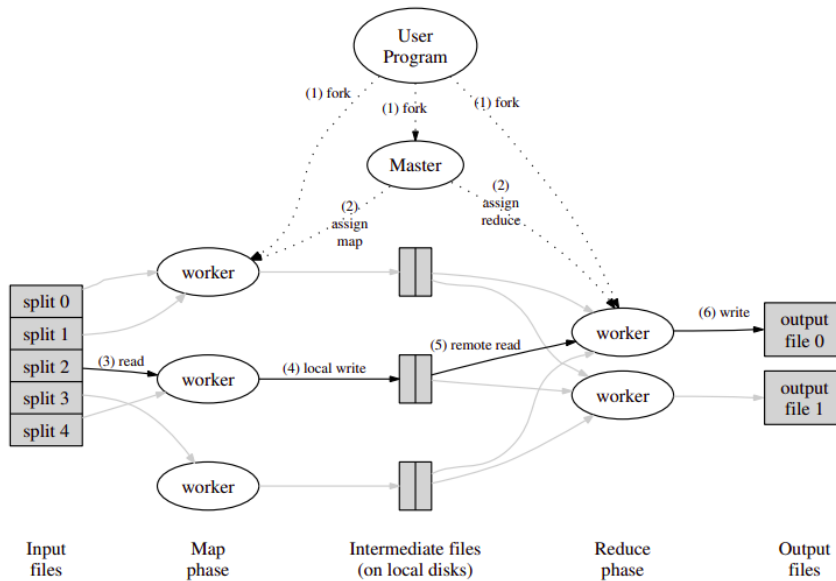 User
Program
(1) fork
(1) fork
(1) fork
Master
(2)
assign
map
(2)
assign
reduce
worker
split 0
split 1
split 2
split 3
split 4
(3) read
worker
(4) local write
(5) remote read
worker
(6) write
output
file 0
worker
output
file 1
worker
Input
files
Map
phase
Intermediate files
(on local disks)
Reduce
phase
Output
files